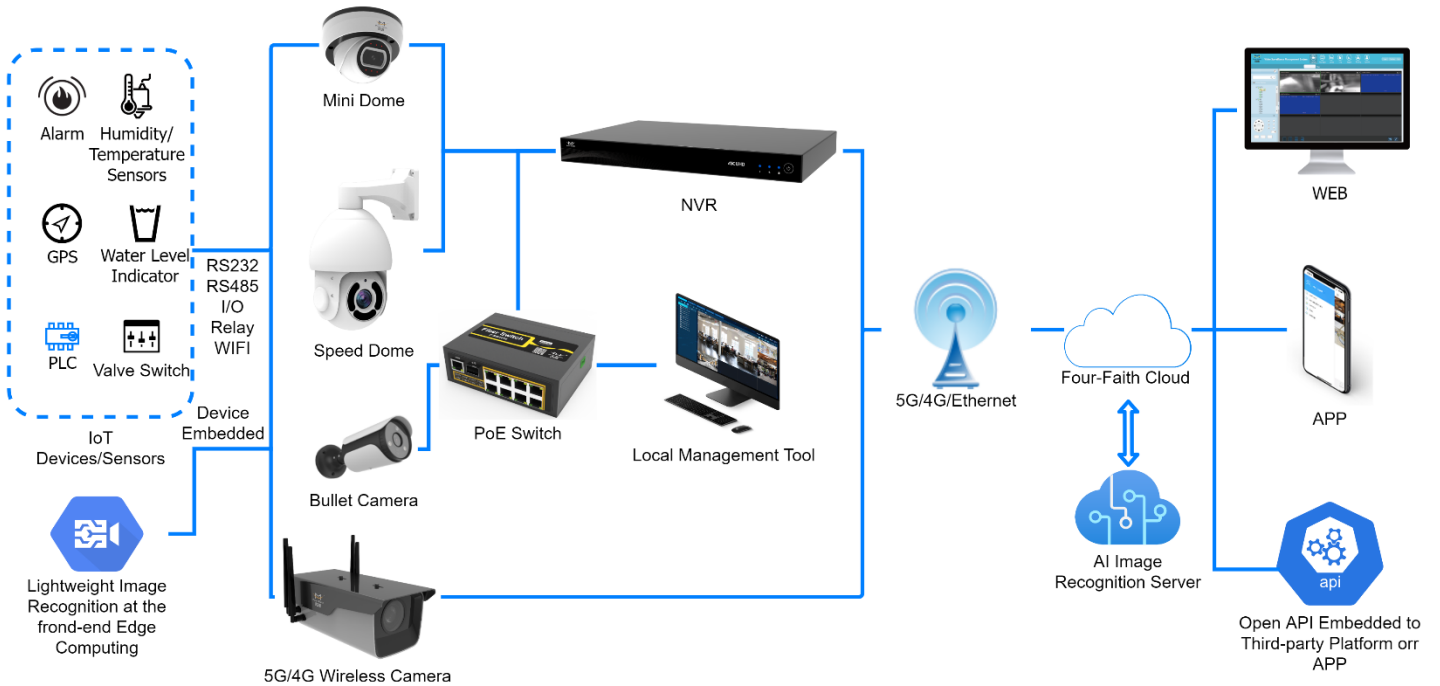 Alarm
Humidity/
Temperature
Sensors
GPS
Water Level
Indicator
PLC
Valve Switch
IoT
Devices/Sensors
RS232
RS485
I/O
Relay
WIFI
Device
Embedded
Lightweight Image
Recognition at the
frond-end Edge
Computing
Mini Dome
Speed Dome
Bullet Camera
5G/4G Wireless Camera
NVR
Fiber Switch
PoE Switch
Local Management Tool
5G/4G/Ethernet
Four-Faith Cloud
AI Image
Recognition Server
WEB
APP
api
Open API Embedded to
Third-party Platform orr
APP